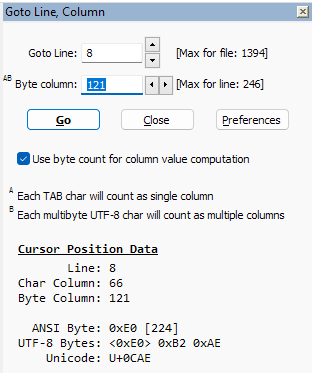 Goto Line, Column
Goto Line: 8 [Max for file: 1394]
AB Byte column: 121 [Max for line: 246]
Go Close Preferences
Use byte count for column value computation
A Each TAB char will count as single column
B Each multibyte UTF-8 char will count as multiple columns
Cursor Position Data
Line: 8
Char Column: 66
Byte Column: 121
ANSI Byte: 0xE0 [224]
UTF-8 Bytes: <0xE0> 0xB2 0xAE
Unicode: U+0CAE